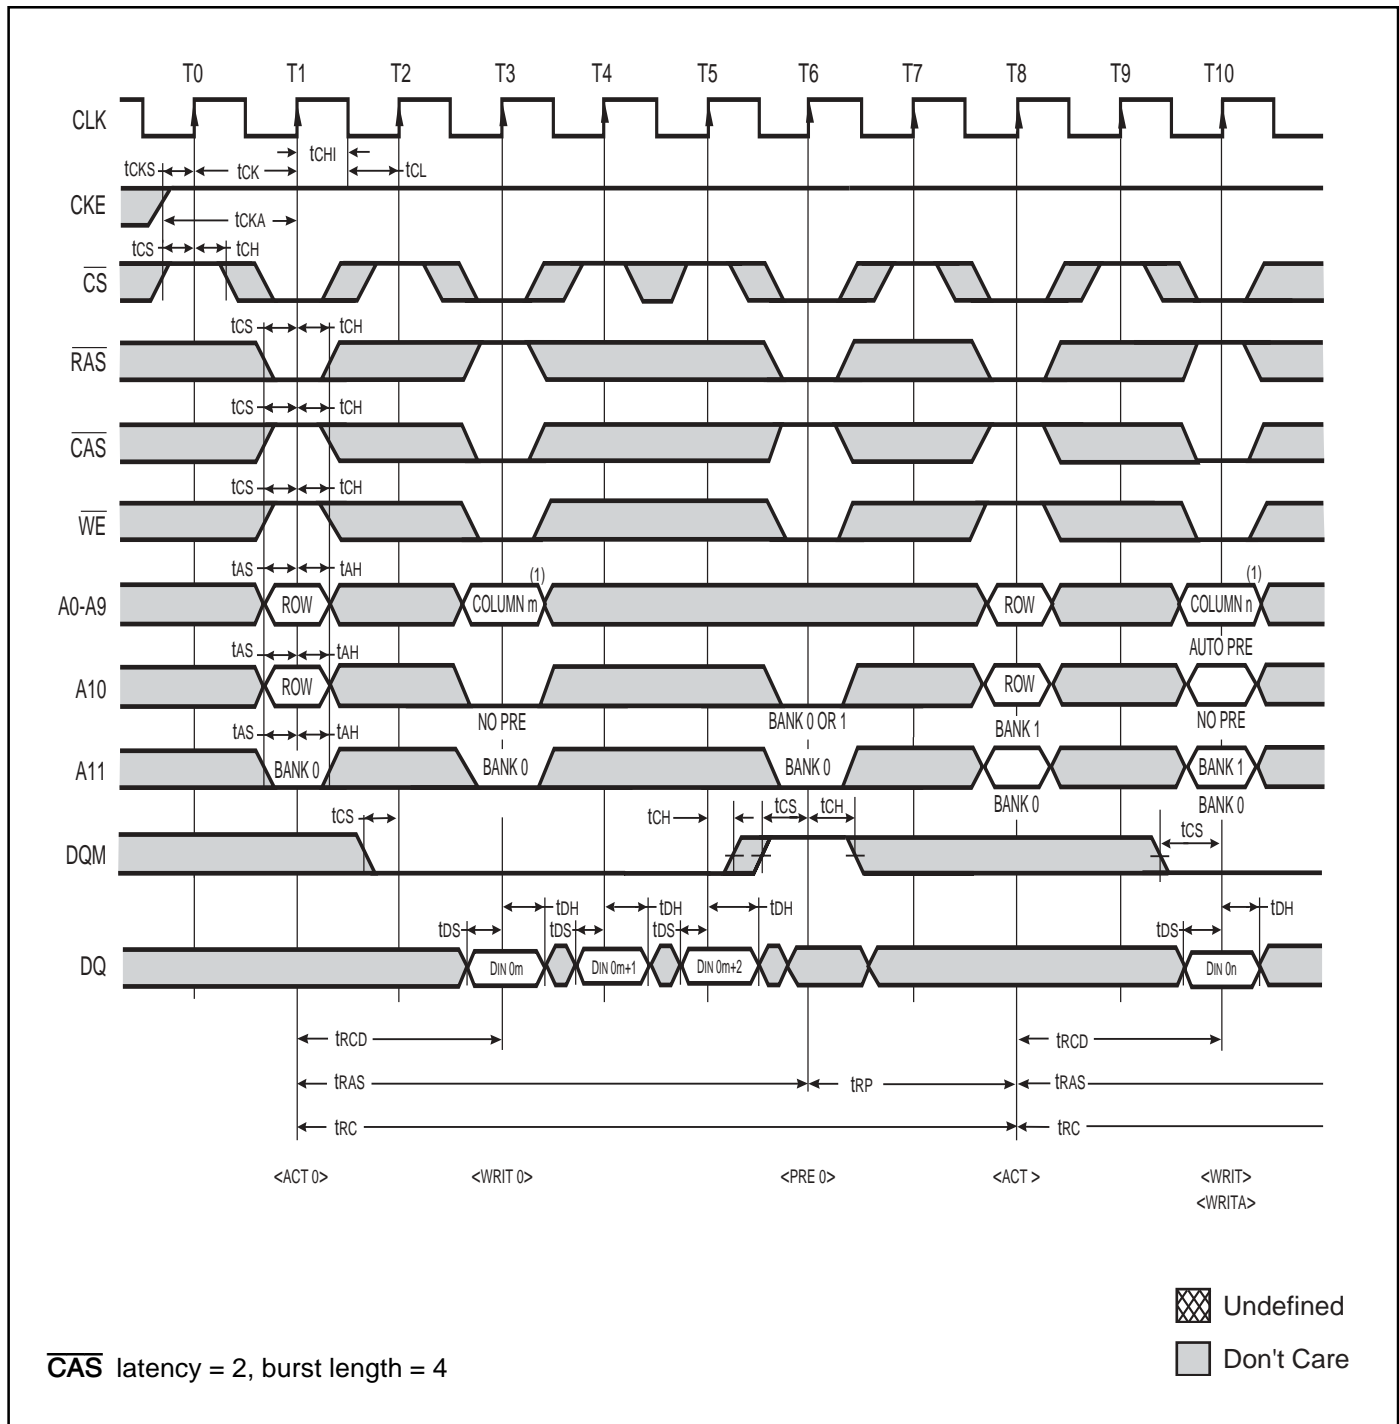 T0 T1 T2 T3 T4 T5 T6 T7 T8 T9 T10
CLK
tCHI
tCKS tCK tCL
CKE
tCKA
tCS tCH
CS
tCS tCH
RAS
tCS tCH
CAS
tCS tCH
WE
tAS tAH (1) (1)
A0-A9 ROW COLUMN m ROW COLUMN n
tAS tAH AUTO PRE
A10 ROW ROW
NO PRE BANK 0 OR 1 BANK 1 NO PRE
tAS tAH
A11 BANK 0 BANK 0 BANK 0 BANK 1
BANK 0 BANK 0
tCS tCH tCS tCH tCS
DQM
tDH tDH tDH tDH
tDS tDS tDS tDS
DQ DIN 0m DIN 0m+1 DIN 0m+2 DIN 0n
tRCD tRCD
tRAS tRP tRAS
tRC tRC
<ACT 0> <WRIT 0> <PRE 0> <ACT > <WRIT>
<WRITA>
Undefined
Don't Care
CAS latency = 2, burst length = 4